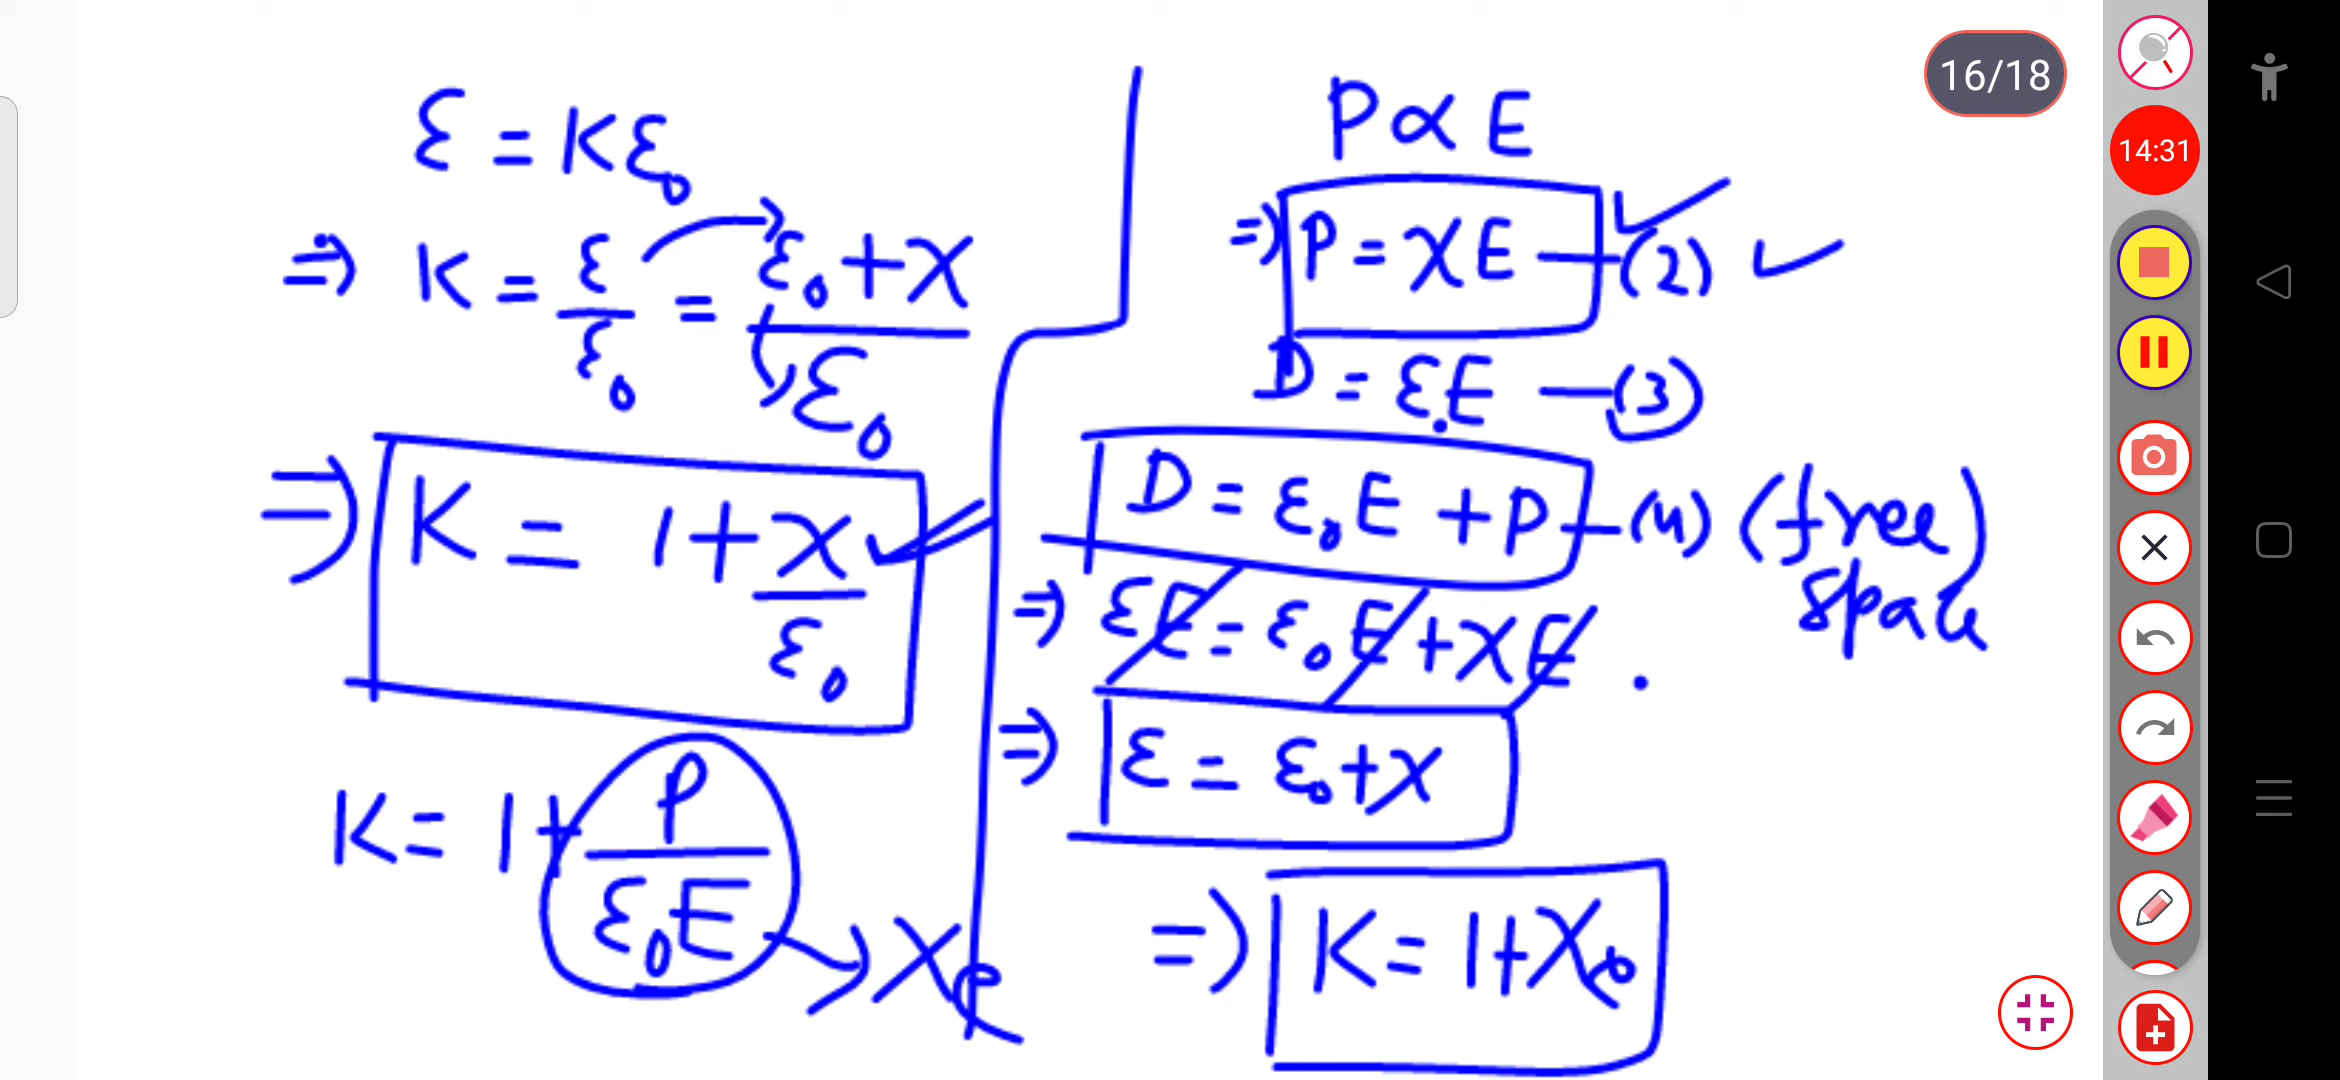 ε = Kε₀
⇒ K = ε/ε₀ = (ε₀+χ)/ε₀
⇒ K = 1+χ/ε₀
K = 1+P/(ε₀E) → χe
P ∝ E
⇒ P = χE —(2)
D = ε.E —(3)
D = ε₀E + P —(4) (free space)
⇒ εE = ε₀E + χE .
⇒ ε = ε₀+χ
⇒ K = 1+χe
16/18
14:31